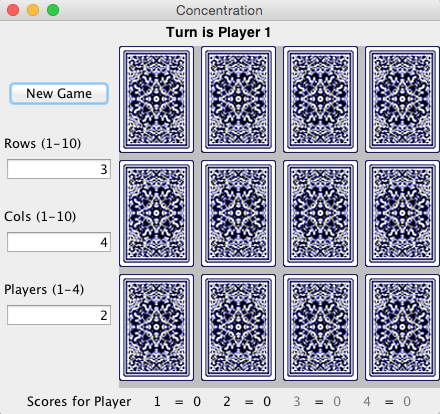 Concentration
Turn is Player 1
New Game
Rows (1-10)
3
Cols (1-10)
4
Players (1-4)
2
Scores for Player 1 = 0 2 = 0 3 = 0 4 = 0